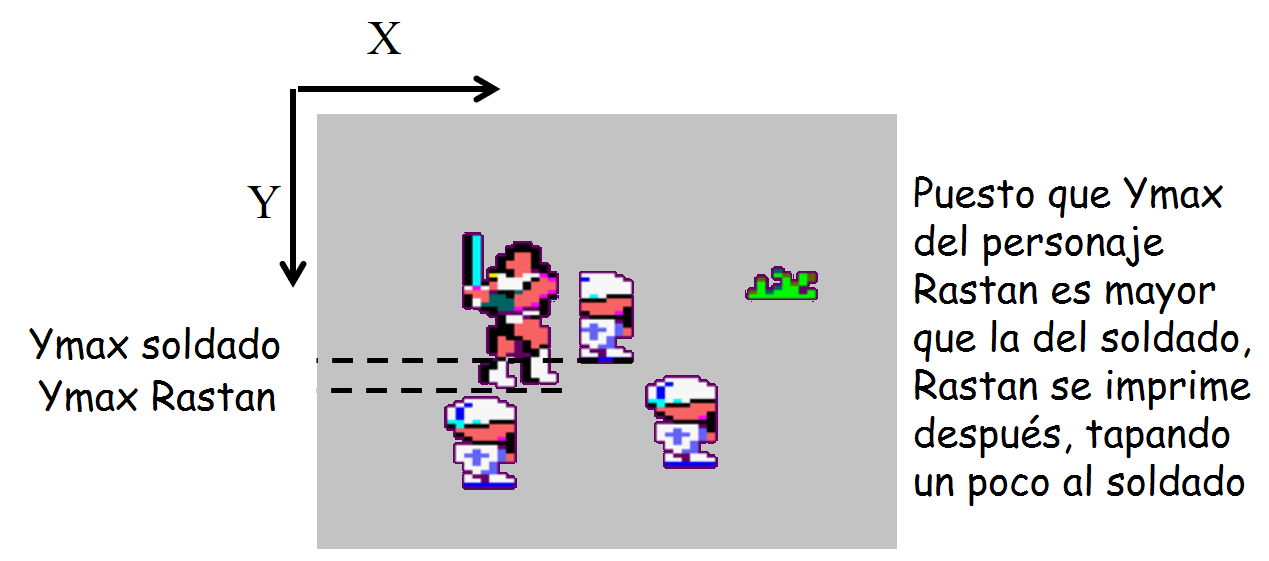 X
Y
Ymax soldado
Ymax Rastan
Puesto que Ymax
del personaje
Rastan es mayor
que la del soldado,
Rastan se imprime
después, tapando
un poco al soldado